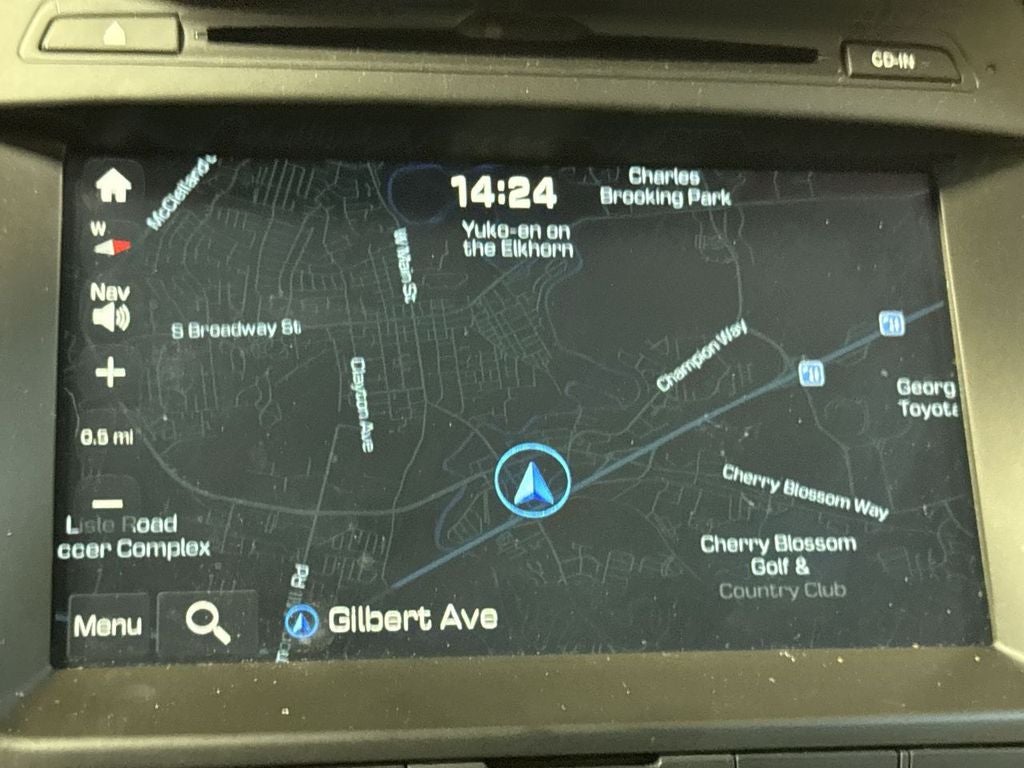 CD-IN
14:24
Charles
Brooking Park
W
Yuko-en on
the Elkhorn
W Main St
Nav
S Broadway St
Champion Way
Clayton Ave
Georg
Toyota
0.5 mi
Cherry Blossom Way
Lisle Road
ccer Complex
Cherry Blossom
Golf &
Country Club
Rd
Menu
Gilbert Ave